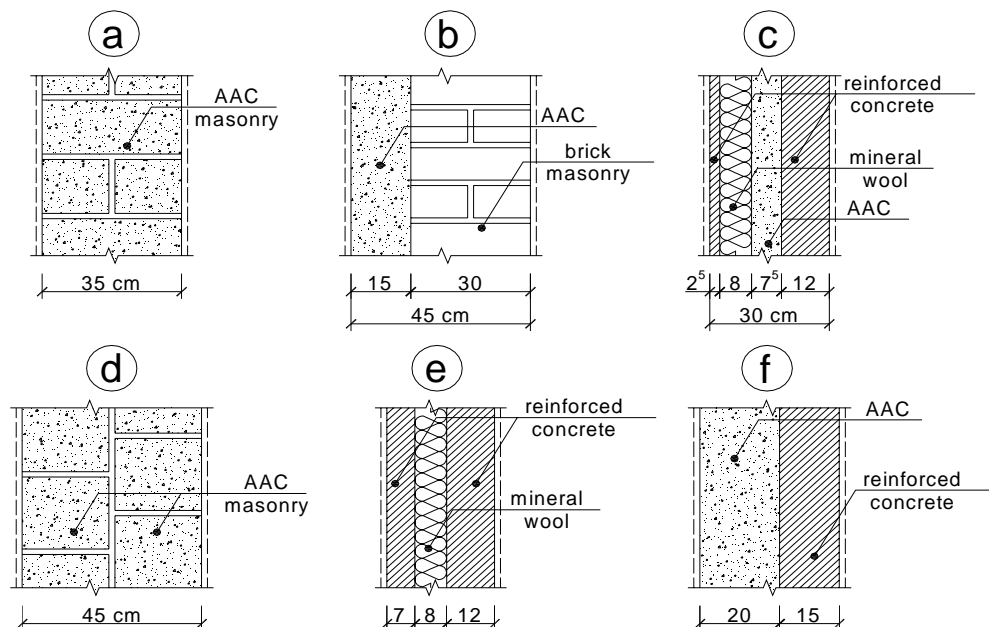 a
AAC
masonry
35 cm
b
AAC
brick
masonry
15 30
45 cm
c
reinforced
concrete
mineral
wool
AAC
2⁵ 8 7⁵ 12
30 cm
d
AAC
masonry
45 cm
e
reinforced
concrete
mineral
wool
7 8 12
f
AAC
reinforced
concrete
20 15